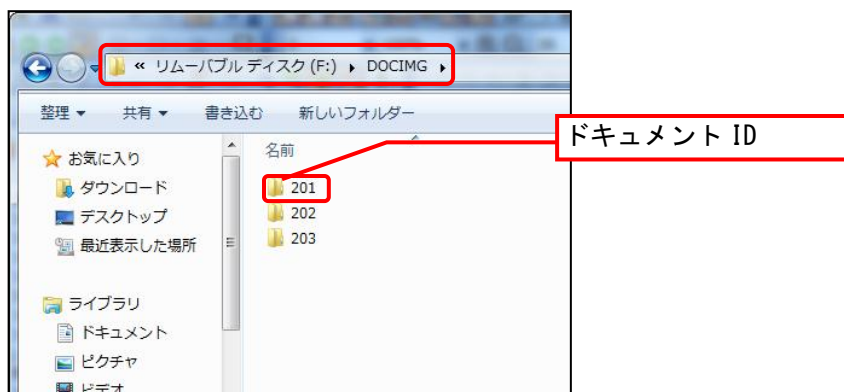 « リムーバブル ディスク (F:) ▸ DOCIMG ▸
整理 ▼ 共有 ▼ 書き込む 新しいフォルダー
ドキュメント ID
お気に入り
ダウンロード
デスクトップ
最近表示した場所
ライブラリ
ドキュメント
ピクチャ
ビデオ
名前
201
202
203